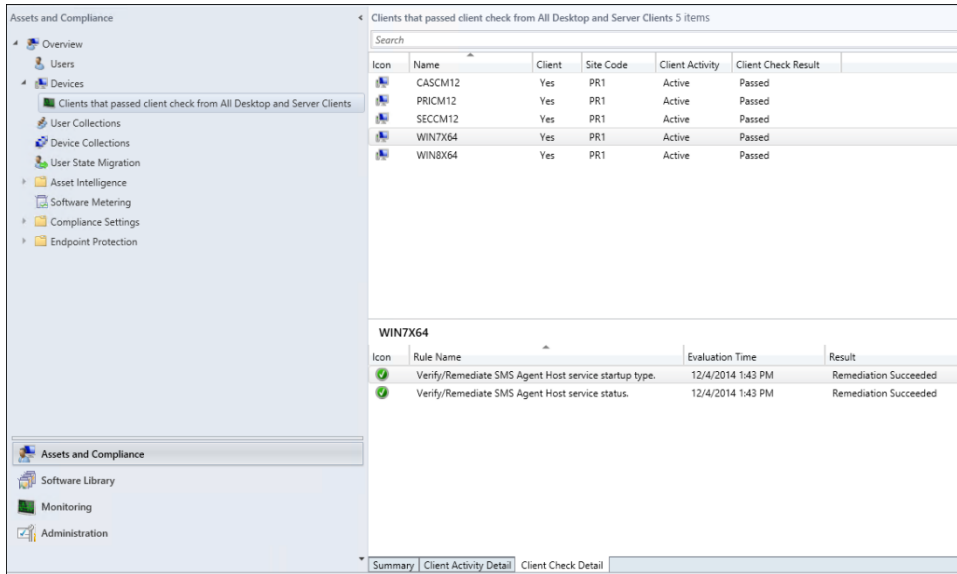 Assets and Compliance
Overview
Users
Devices
Clients that passed client check from All Desktop and Server Clients
User Collections
Device Collections
User State Migration
Asset Intelligence
Software Metering
Compliance Settings
Endpoint Protection
Assets and Compliance
Software Library
Monitoring
Administration
Clients that passed client check from All Desktop and Server Clients 5 items
Search
Icon Name Client Site Code Client Activity Client Check Result
CASCM12 Yes PR1 Active Passed
PRICM12 Yes PR1 Active Passed
SECCM12 Yes PR1 Active Passed
WIN7X64 Yes PR1 Active Passed
WIN8X64 Yes PR1 Active Passed
WIN7X64
Icon Rule Name Evaluation Time Result
Verify/Remediate SMS Agent Host service startup type. 12/4/2014 1:43 PM Remediation Succeeded
Verify/Remediate SMS Agent Host service status. 12/4/2014 1:43 PM Remediation Succeeded
Summary Client Activity Detail Client Check Detail